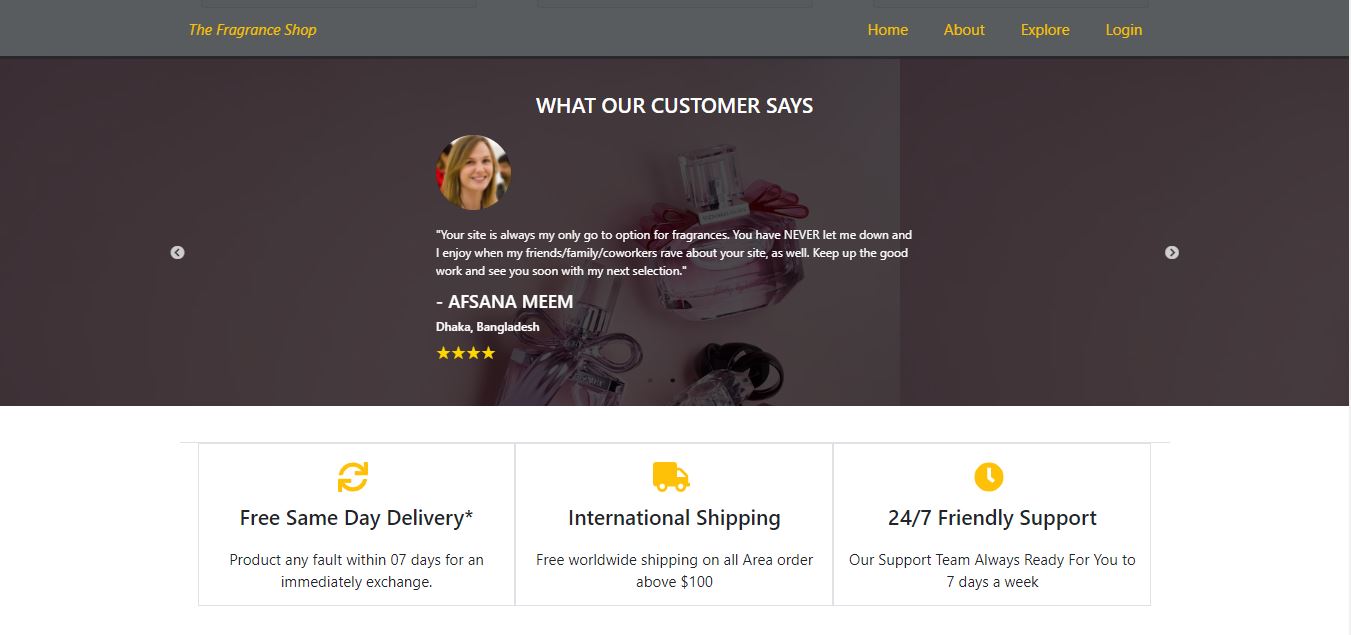 The Fragrance Shop
Home About Explore Login
WHAT OUR CUSTOMER SAYS
"Your site is always my only go to option for fragrances. You have NEVER let me down and
I enjoy when my friends/family/coworkers rave about your site, as well. Keep up the good
work and see you soon with my next selection."
- AFSANA MEEM
Dhaka, Bangladesh
★★★★
Free Same Day Delivery*
Product any fault within 07 days for an
immediately exchange.
International Shipping
Free worldwide shipping on all Area order
above $100
24/7 Friendly Support
Our Support Team Always Ready For You to
7 days a week